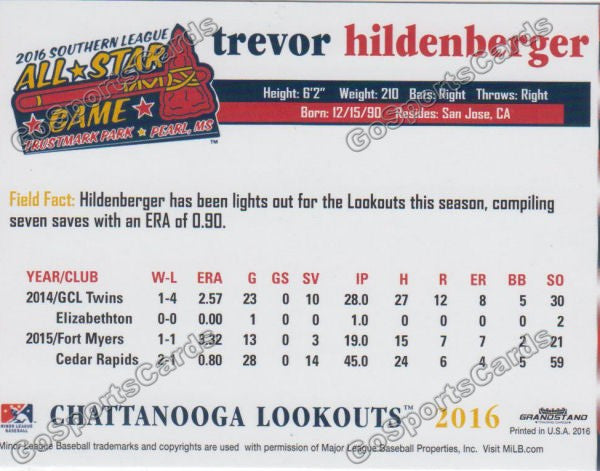 2016 SOUTHERN LEAGUE
ALL★STAR
GAME
TRUSTMARK PARK ★ PEARL, MS
TM
trevor hildenberger
Height: 6'2" Weight: 210 Bats: Right Throws: Right
Born: 12/15/90 Resides: San Jose, CA
Field Fact: Hildenberger has been lights out for the Lookouts this season, compiling
seven saves with an ERA of 0.90.
YEAR/CLUB W-L ERA G GS SV IP H R ER BB SO
2014/GCL Twins 1-4 2.57 23 0 10 28.0 27 12 8 5 30
Elizabethton 0-0 0.00 1 0 0 1.0 0 0 0 0 2
2015/Fort Myers 1-1 3.32 13 0 3 19.0 15 7 7 2 21
Cedar Rapids 2-1 0.80 28 0 14 45.0 24 6 4 5 59
MINOR LEAGUE
BASEBALL
CHATTANOOGA LOOKOUTS™ 2016
GRANDSTAND
Printed in U.S.A. 2016
Minor League Baseball trademarks and copyrights are used with permission of Major League Baseball Properties, Inc. Visit MiLB.com
GoSportsCards